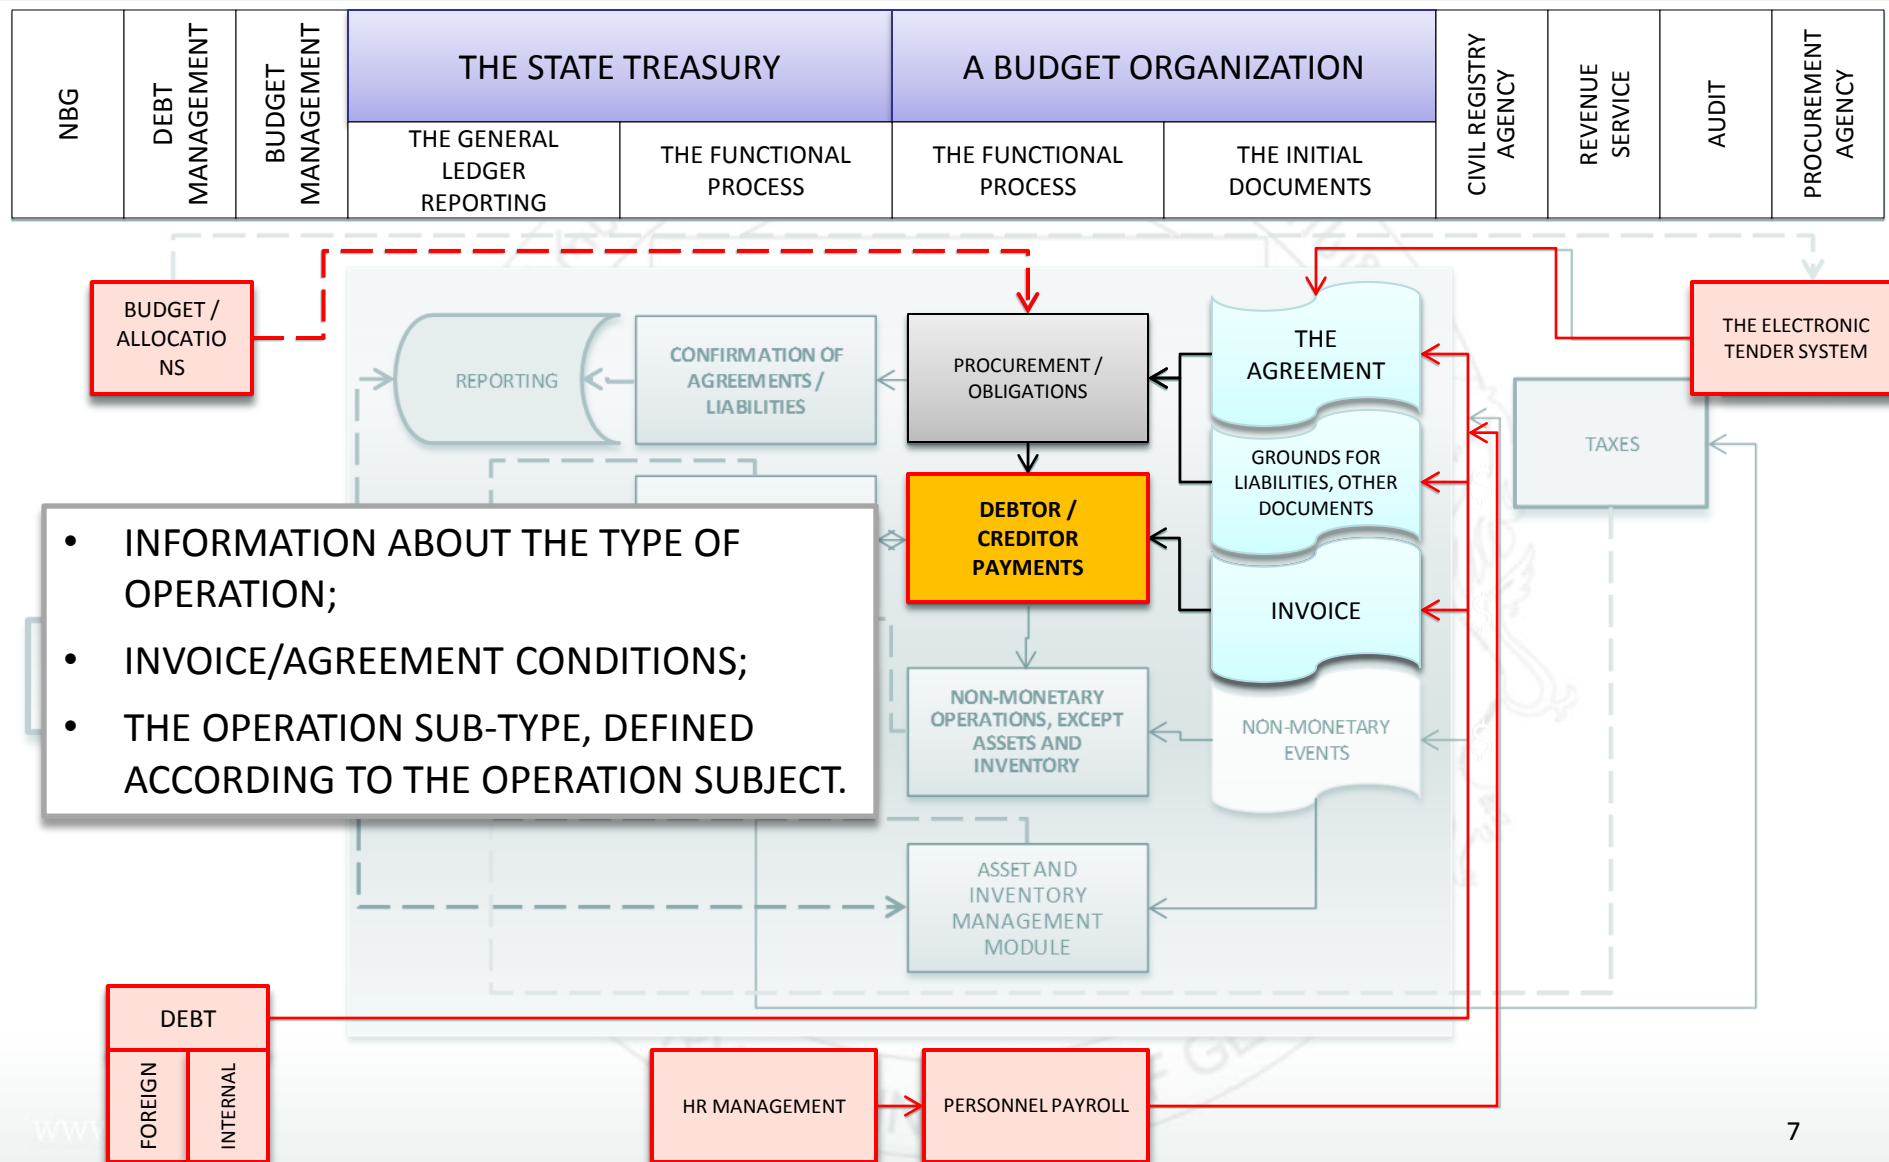 NBG
DEBT
MANAGEMENT
BUDGET
MANAGEMENT
THE STATE TREASURY
A BUDGET ORGANIZATION
THE GENERAL
LEDGER
REPORTING
THE FUNCTIONAL
PROCESS
THE FUNCTIONAL
PROCESS
THE INITIAL
DOCUMENTS
CIVIL REGISTRY
AGENCY
REVENUE
SERVICE
AUDIT
PROCUREMENT
AGENCY
BUDGET /
ALLOCATIO
NS
REPORTING
CONFIRMATION OF
AGREEMENTS /
LIABILITIES
PROCUREMENT /
OBLIGATIONS
THE
AGREEMENT
THE ELECTRONIC
TENDER SYSTEM
GROUNDS FOR
LIABILITIES, OTHER
DOCUMENTS
TAXES
DEBTOR /
CREDITOR
PAYMENTS
INVOICE
• INFORMATION ABOUT THE TYPE OF
OPERATION;
• INVOICE/AGREEMENT CONDITIONS;
• THE OPERATION SUB-TYPE, DEFINED
ACCORDING TO THE OPERATION SUBJECT.
NON-MONETARY
OPERATIONS, EXCEPT
ASSETS AND
INVENTORY
NON-MONETARY
EVENTS
ASSET AND
INVENTORY
MANAGEMENT
MODULE
DEBT
FOREIGN
INTERNAL
HR MANAGEMENT
PERSONNEL PAYROLL
7